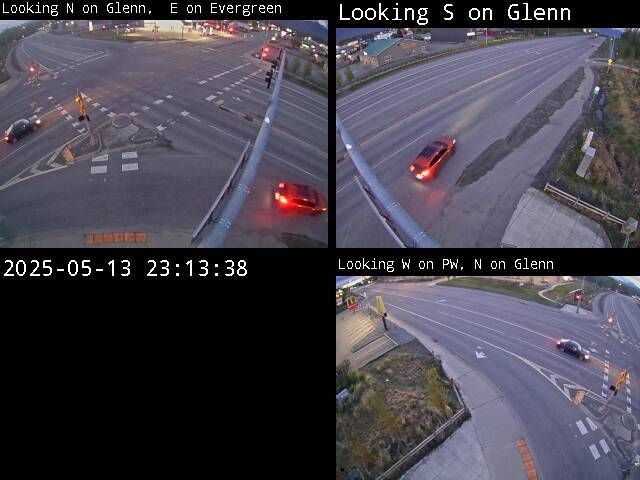 Looking N on Glenn,  E on Evergreen
Looking S on Glenn
2025-05-13 23:13:38
Looking W on PW, N on Glenn